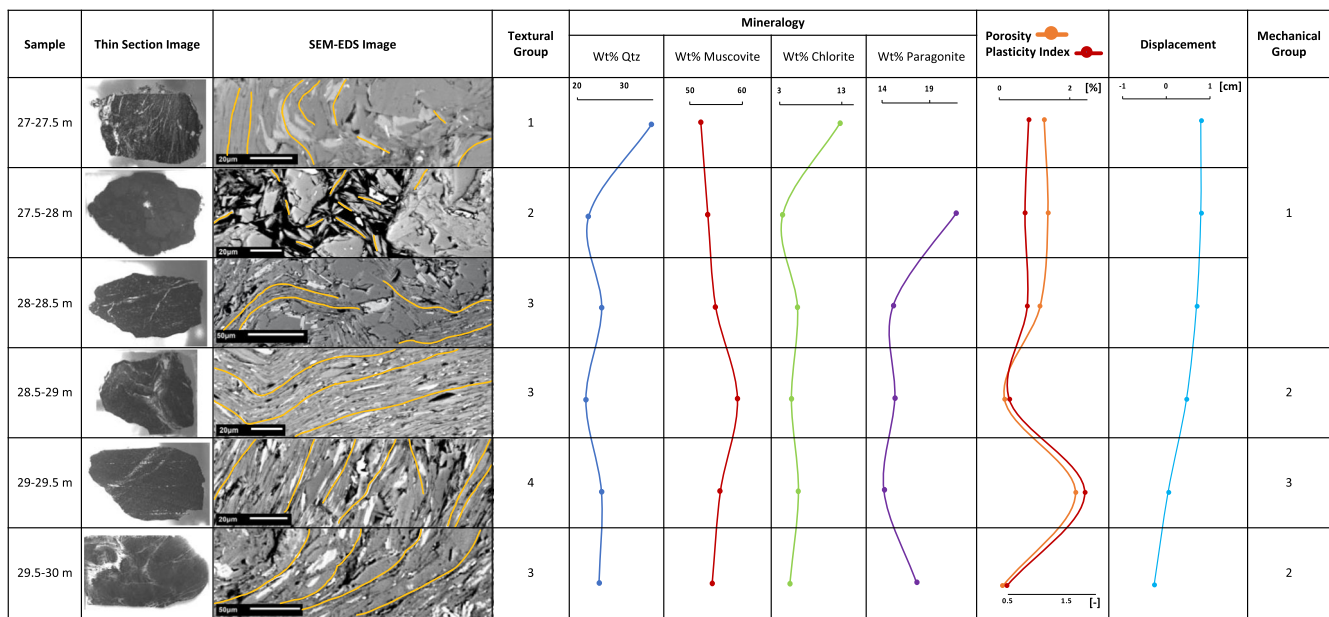 Sample
Thin Section Image
SEM-EDS Image
Textural
Group
Mineralogy
Wt% Qtz
Wt% Muscovite
Wt% Chlorite
Wt% Paragonite
Porosity
Plasticity Index
Displacement
Mechanical
Group
20 30
50 60
3 13
14 19
[%]
0 2
[cm]
-1 0 1
27-27.5 m
20µm
1
27.5-28 m
20µm
2
1
28-28.5 m
50µm
3
28.5-29 m
20µm
3
2
29-29.5 m
20µm
4
3
29.5-30 m
50µm
3
2
0.5 1.5
[-]